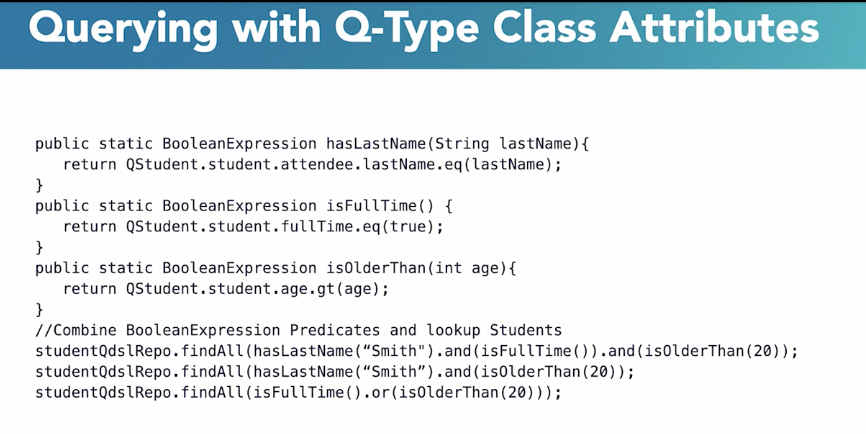 Querying with Q-Type Class Attributes
public static BooleanExpression hasLastName(String lastName){
   return QStudent.student.attendee.lastName.eq(lastName);
}
public static BooleanExpression isFullTime() {
   return QStudent.student.fullTime.eq(true);
}
public static BooleanExpression isOlderThan(int age){
   return QStudent.student.age.gt(age);
}
//Combine BooleanExpression Predicates and lookup Students
studentQdslRepo.findAll(hasLastName(“Smith").and(isFullTime()).and(isOlderThan(20));
studentQdslRepo.findAll(hasLastName(“Smith”).and(isOlderThan(20));
studentQdslRepo.findAll(isFullTime().or(isOlderThan(20)));